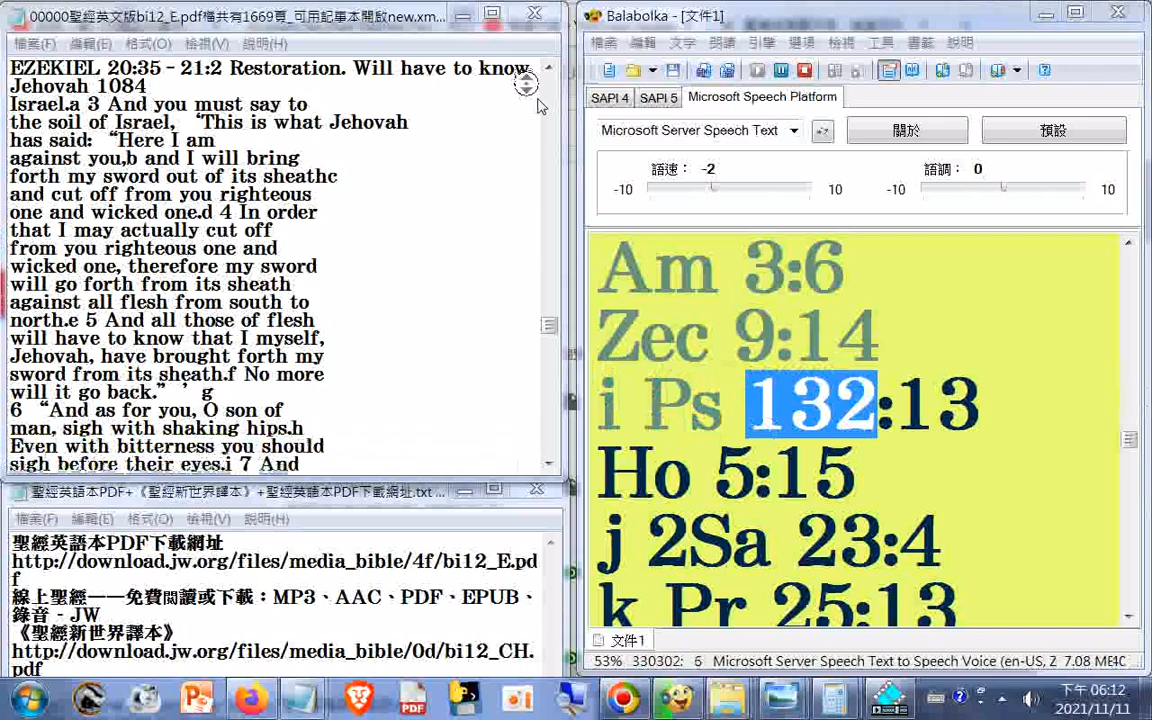 00000聖經英文版bi12_E.pdf檔共有1669頁_可用記事本開啟new.xm...
檔案(F) 編輯(E) 格式(O) 檢視(V) 說明(H)
EZEKIEL 20:35–21:2 Restoration. Will have to know
Jehovah 1084
Israel.a 3 And you must say to
the soil of Israel, ‘This is what Jehovah
has said: “Here I am
against you,b and I will bring
forth my sword out of its sheathc
and cut off from you righteous
one and wicked one.d 4 In order
that I may actually cut off
from you righteous one and
wicked one, therefore my sword
will go forth from its sheath
against all flesh from south to
north.e 5 And all those of flesh
will have to know that I myself,
Jehovah, have brought forth my
sword from its sheath.f No more
will it go back.” ’ g
6 “And as for you, O son of
man, sigh with shaking hips.h
Even with bitterness you should
sigh before their eyes.i 7 And
聖經英語本PDF+《聖經新世界譯本》+聖經英語本PDF下載網址.txt ...
檔案(F) 編輯(E) 格式(O) 檢視(V) 說明(H)
聖經英語本PDF下載網址
http://download.jw.org/files/media_bible/4f/bi12_E.pd
f
線上聖經——免費閱讀或下載：MP3、AAC、PDF、EPUB、
錄音 - JW
《聖經新世界譯本》
http://download.jw.org/files/media_bible/0d/bi12_CH.
pdf
Balabolka - [文件1]
檔案 編輯 文字 朗讀 引擎 選項 檢視 工具 書籤 說明
SAPI 4 SAPI 5 Microsoft Speech Platform
Microsoft Server Speech Text 關於 預設
語速： -2 語調： 0
-10 10 -10 10
Am 3:6
Zec 9:14
i Ps 132:13
Ho 5:15
j 2Sa 23:4
k Pr 25:13
文件1
53% 330302: 6 Microsoft Server Speech Text to Speech Voice (en-US, Z 7.08 ME
下午 06:12
2021/11/11